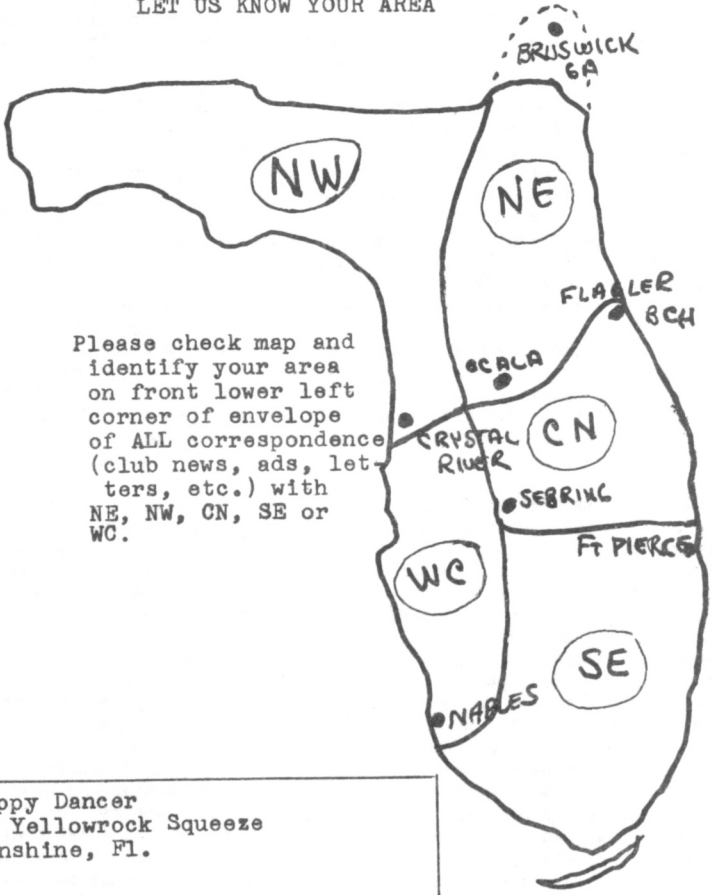 LET US KNOW YOUR AREA
BRUSWICK
GA
NW
NE
FLAGLER
BCH
Please check map and
identify your area
on front lower left
corner of envelope
of ALL correspondence
(club news, ads, let-
ters, etc.) with
NE, NW, CN, SE or
WC.
OCALA
CRYSTAL
RIVER
CN
SEBRING
FT PIERCE
WC
SE
NAPLES
ppy Dancer
Yellowrock Squeeze
nshine, Fl.